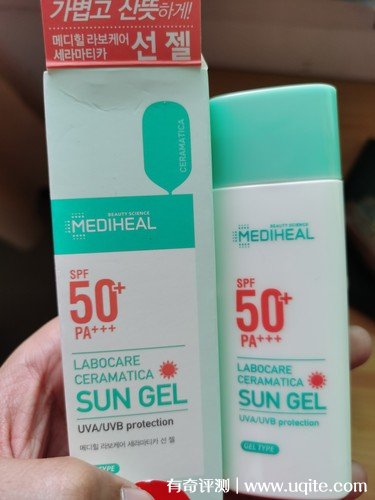 가볍고 산뜻하게!
메디힐 라보케어
세라마티카
선 젤
CERAMATICA
BEAUTY SCIENCE
MEDIHEAL
SPF
50+
PA+++
LABOCARE
CERAMATICA
SUN GEL
UVA/UVB protection
메디힐 라보케어 세라마티카 선 젤
TYPE
BEAUTY SCIENCE
MEDIHEAL
SPF
50+
PA+++
LABOCARE
CERAMATICA
SUN GEL
UVA/UVB protection
GEL TYPE
有奇评测 | www.uqite.com